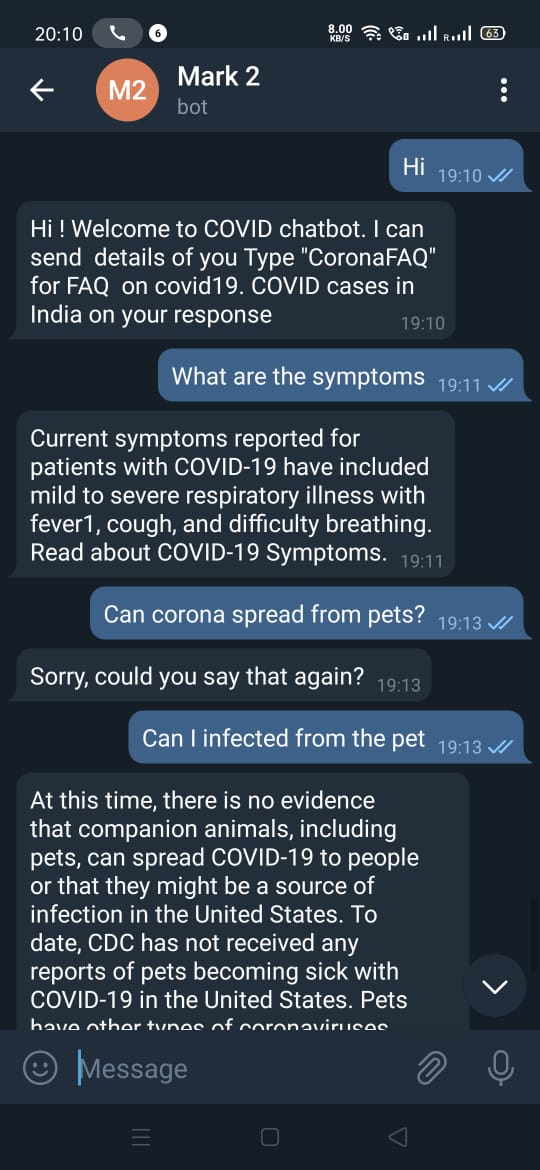 20:10
6
8.00
KB/S
R
63
M2
Mark 2
bot
Hi 19:10
Hi ! Welcome to COVID chatbot. I can
send  details of you Type "CoronaFAQ"
for FAQ  on covid19. COVID cases in
India on your response
19:10
What are the symptoms 19:11
Current symptoms reported for
patients with COVID-19 have included
mild to severe respiratory illness with
fever1, cough, and difficulty breathing.
Read about COVID-19 Symptoms. 19:11
Can corona spread from pets? 19:13
Sorry, could you say that again? 19:13
Can I infected from the pet 19:13
At this time, there is no evidence
that companion animals, including
pets, can spread COVID-19 to people
or that they might be a source of
infection in the United States. To
date, CDC has not received any
reports of pets becoming sick with
COVID-19 in the United States. Pets
have other types of coronaviruses
Message